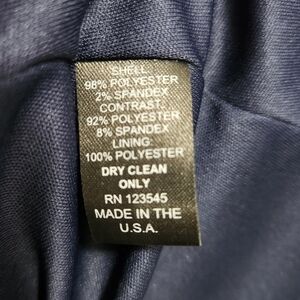 SHELL:
98% POLYESTER
2% SPANDEX
CONTRAST:
92% POLYESTER
8% SPANDEX
LINING:
100% POLYESTER
DRY CLEAN
ONLY
RN 123545
MADE IN THE
U.S.A.